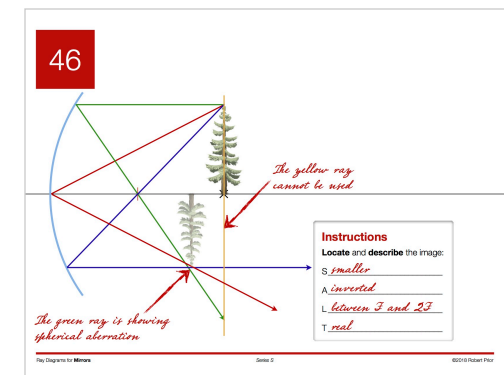 46
The yellow ray
cannot be used
Instructions
Locate and describe the image:
S smaller
A inverted
L between F and 2F
T real
The green ray is showing
spherical aberration
Ray Diagrams for Mirrors
Series 5
©2018 Robert Prior